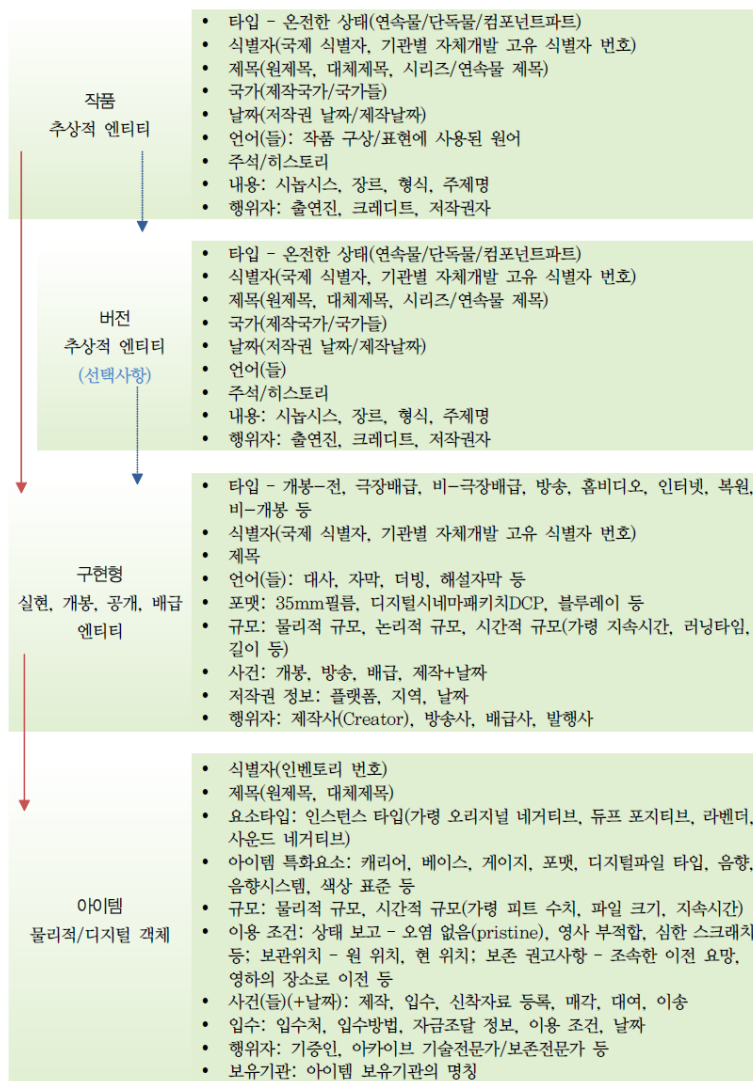 작품
추상적 엔티티
• 타입 - 온전한 상태(연속물/단독물/컴포넌트파트)
• 식별자(국제 식별자, 기관별 자체개발 고유 식별자 번호)
• 제목(원제목, 대체제목, 시리즈/연속물 제목)
• 국가(제작국가/국가들)
• 날짜(저작권 날짜/제작날짜)
• 언어(들): 작품 구상/표현에 사용된 원어
• 주석/히스토리
• 내용: 시놉시스, 장르, 형식, 주제명
• 행위자: 출연진, 크레디트, 저작권자
버전
추상적 엔티티
(선택사항)
• 타입 - 온전한 상태(연속물/단독물/컴포넌트파트)
• 식별자(국제 식별자, 기관별 자체개발 고유 식별자 번호)
• 제목(원제목, 대체제목, 시리즈/연속물 제목)
• 국가(제작국가/국가들)
• 날짜(저작권 날짜/제작날짜)
• 언어(들)
• 주석/히스토리
• 내용: 시놉시스, 장르, 형식, 주제명
• 행위자: 출연진, 크레디트, 저작권자
구현형
실현, 개봉, 공개, 배급
엔티티
• 타입 - 개봉-전, 극장배급, 비-극장배급, 방송, 홈비디오, 인터넷, 복원,
비-개봉 등
• 식별자(국제 식별자, 기관별 자체개발 고유 식별자 번호)
• 제목
• 언어(들): 대사, 자막, 더빙, 해설자막 등
• 포맷: 35mm필름, 디지털시네마패키치DCP, 블루레이 등
• 규모: 물리적 규모, 논리적 규모, 시간적 규모(가령 지속시간, 러닝타임,
길이 등)
• 사건: 개봉, 방송, 배급, 제작+날짜
• 저작권 정보: 플랫폼, 지역, 날짜
• 행위자: 제작사(Creator), 방송사, 배급사, 발행사
아이템
물리적/디지털 객체
• 식별자(인벤토리 번호)
• 제목(원제목, 대체제목)
• 요소타입: 인스턴스 타입(가령 오리지널 네거티브, 듀프 포지티브, 라벤더,
사운드 네거티브)
• 아이템 특화요소: 캐리어, 베이스, 게이지, 포맷, 디지털파일 타입, 음향,
음향시스템, 색상 표준 등
• 규모: 물리적 규모, 시간적 규모(가령 피트 수치, 파일 크기, 지속시간)
• 이용 조건: 상태 보고 - 오염 없음(pristine), 영사 부적합, 심한 스크래치
등; 보관위치 - 원 위치, 현 위치; 보존 권고사항 - 조속한 이전 요망,
영하의 장소로 이전 등
• 사건(들)(+날짜): 제작, 입수, 신착자료 등록, 매각, 대여, 이송
• 입수: 입수처, 입수방법, 자금조달 정보, 이용 조건, 날짜
• 행위자: 기증인, 아카이브 기술전문가/보존전문가 등
• 보유기관: 아이템 보유기관의 명칭